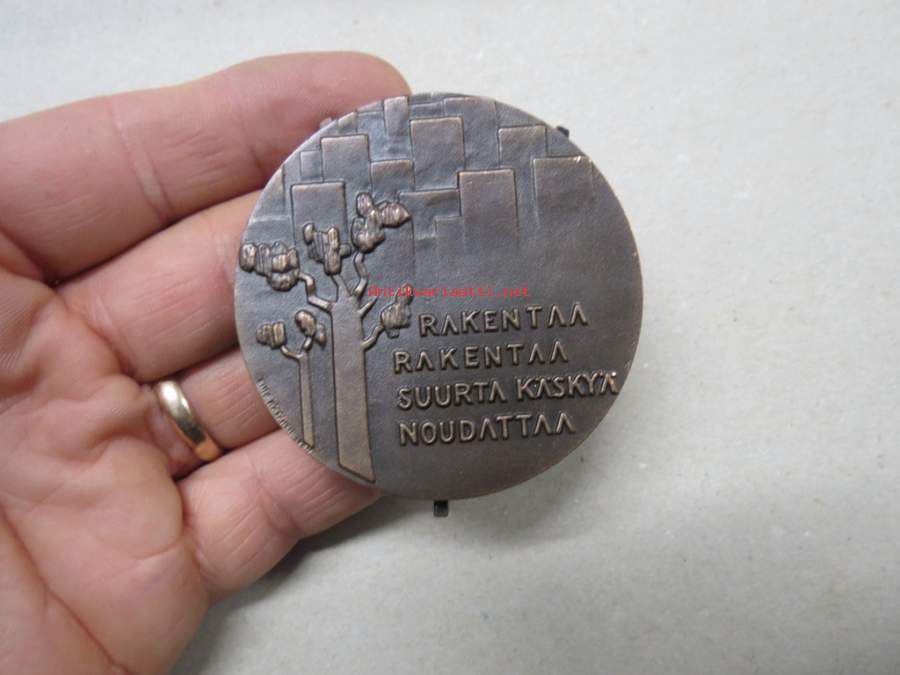 antikvariaatti.net
RAKENTAA
RAKENTAA
SUURTA KÄSKYÄ
NOUDATTAA